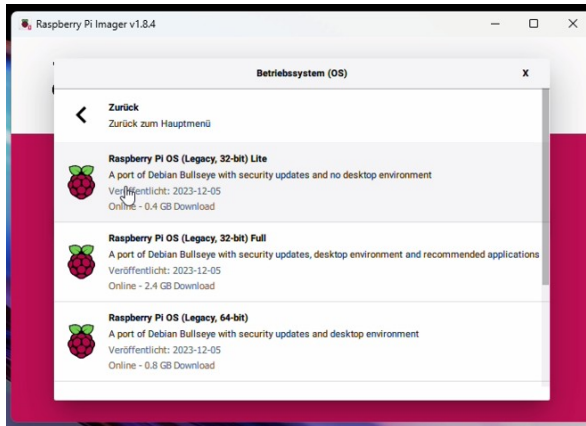 Raspberry Pi Imager v1.8.4
Betriebssystem (OS)
X
Zurück
Zurück zum Hauptmenü
Raspberry Pi OS (Legacy, 32-bit) Lite
A port of Debian Bullseye with security updates and no desktop environment
Veröffentlicht: 2023-12-05
Online - 0.4 GB Download
Raspberry Pi OS (Legacy, 32-bit) Full
A port of Debian Bullseye with security updates, desktop environment and recommended applications
Veröffentlicht: 2023-12-05
Online - 2.4 GB Download
Raspberry Pi OS (Legacy, 64-bit)
A port of Debian Bullseye with security updates and desktop environment
Veröffentlicht: 2023-12-05
Online - 0.8 GB Download